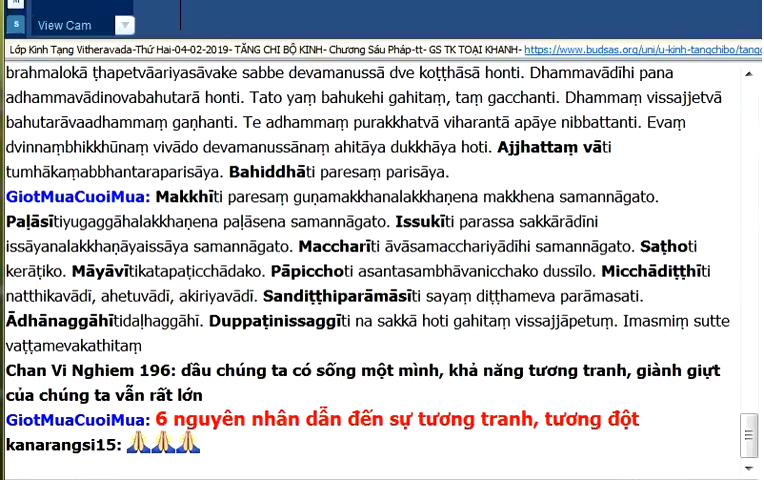 S View Cam
Lớp Kinh Tạng Vitheravada-Thứ Hai-04-02-2019- TĂNG CHI BỘ KINH- Chương Sáu Pháp-tt- GS TK TOẠI KHANH- https://www.budsas.org/uni/u-kinh-tangchibo/tang
brahmalokā ṭhapetvāariyasāvake sabbe devamanussā dve koṭṭhāsā honti. Dhammavādīhi pana
adhammavādinovabahutarā honti. Tato yaṃ bahukehi gahitaṃ, taṃ gacchanti. Dhammaṃ vissajjetvā
bahutarāvaadhammaṃ gaṇhanti. Te adhammaṃ purakkhatvā viharantā apāye nibbattanti. Evaṃ
dvinnaṃbhikkhūnaṃ vivādo devamanussānaṃ ahitāya dukkhāya hoti. Ajjhattaṃ vāti
tumhākaṃabbhantaraparisāya. Bahiddhāti paresaṃ parisāya.
GiotMuaCuoiMua: Makkhīti paresaṃ guṇamakkhanalakkhaṇena makkhena samannāgato.
Paḷāsītiyugaggāhalakkhaṇena paḷāsena samannāgato. Issukīti parassa sakkārādīni
issāyanalakkhaṇāyaissāya samannāgato. Maccharīti āvāsamacchariyādīhi samannāgato. Saṭhoti
kerāṭiko. Māyāvītikatapaṭicchādako. Pāpicchoti asantasambhāvanicchako dussīlo. Micchādiṭṭhīti
natthikavādī, ahetuvādī, akiriyavādī. Sandiṭṭhiparāmāsīti sayaṃ diṭṭhameva parāmasati.
Ādhānaggāhītidaḷhaggāhī. Duppaṭinissaggīti na sakkā hoti gahitaṃ vissajjāpetuṃ. Imasmiṃ sutte
vaṭṭamevakathitaṃ
Chan Vi Nghiem 196: dầu chúng ta có sống một mình, khả năng tương tranh, giành giựt
của chúng ta vẫn rất lớn
GiotMuaCuoiMua: 6 nguyên nhân dẫn đến sự tương tranh, tương đột
kanarangsi15: